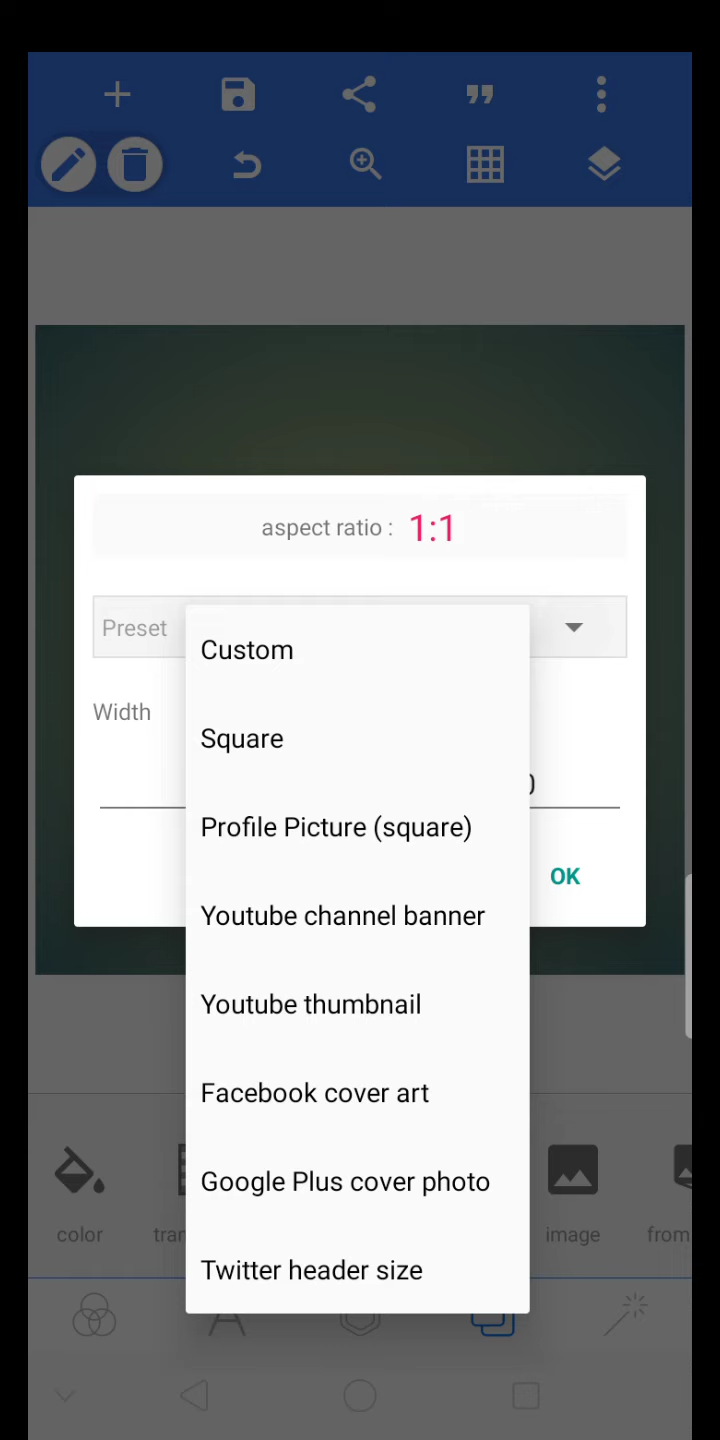 aspect ratio : 1:1
Preset
Custom
Width
Square
Profile Picture (square)
OK
Youtube channel banner
Youtube thumbnail
Facebook cover art
Google Plus cover photo
color
image
from
Twitter header size